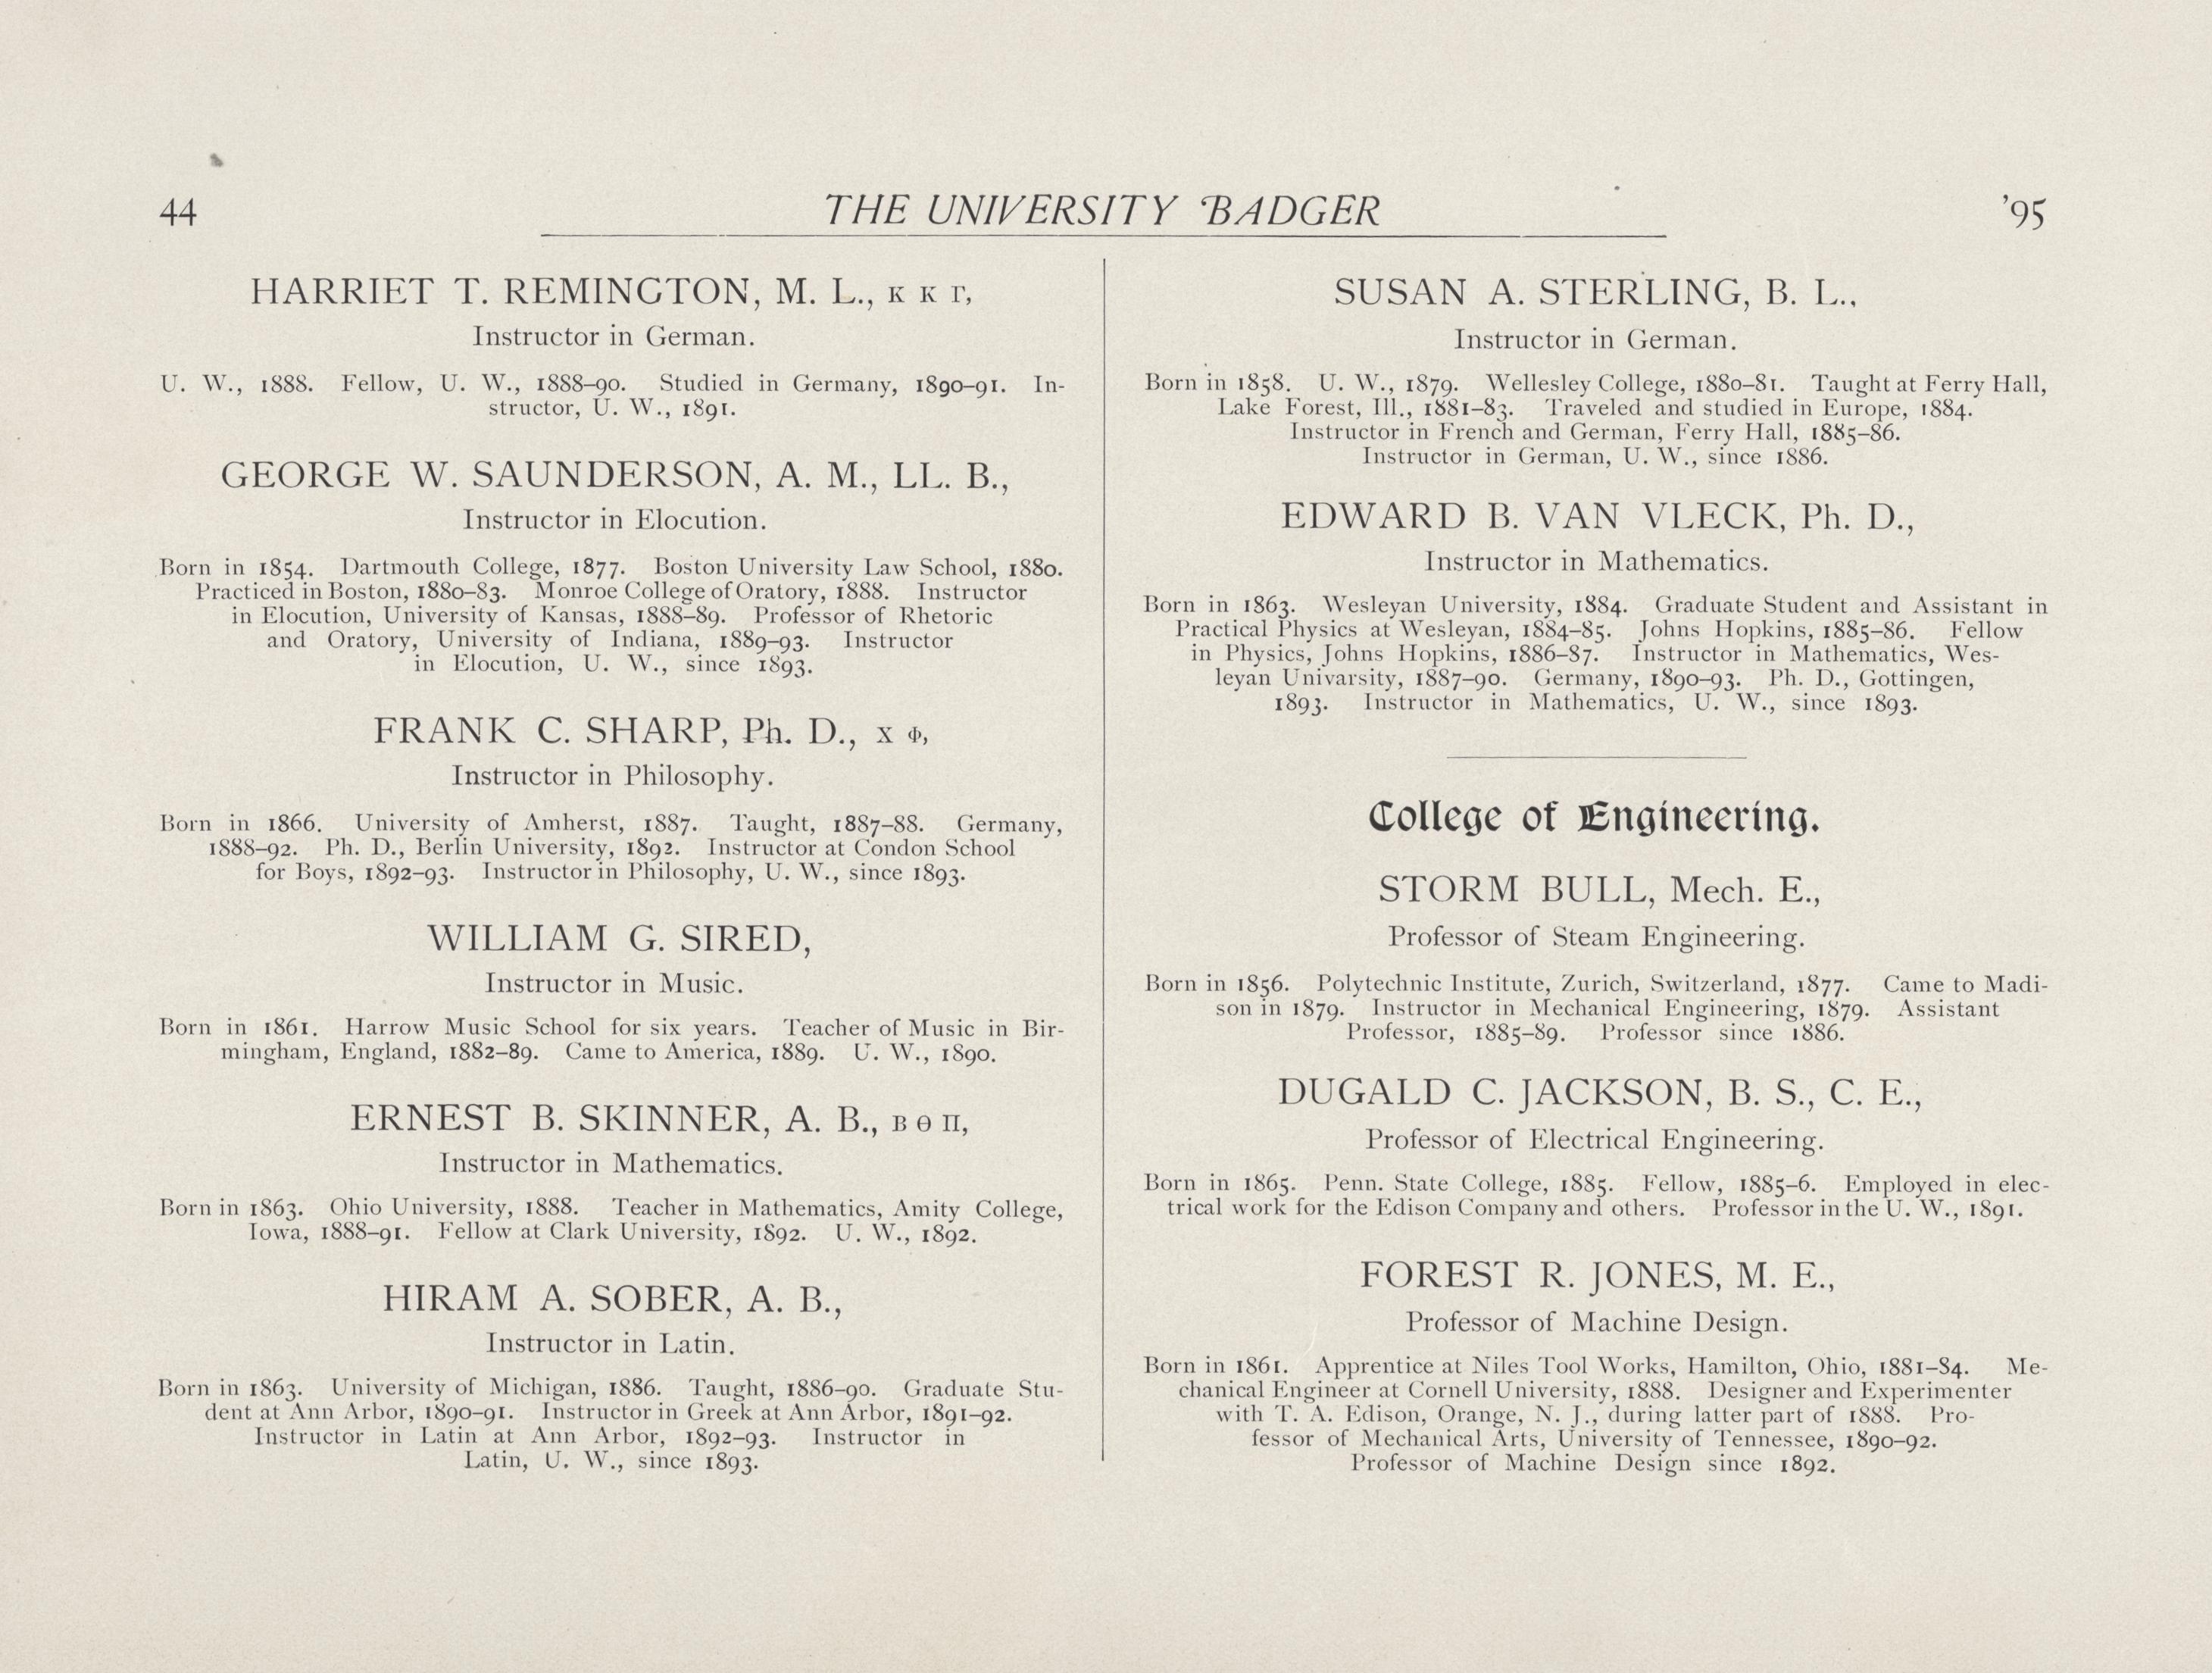 44
THE UNIVERSITY BADGER
'95
HARRIET T. REMINGTON, M. L., K K Γ,
Instructor in German.
U. W., 1888. Fellow, U. W., 1888–90. Studied in Germany, 1890–91. In-
structor, U. W., 1891.
GEORGE W. SAUNDERSON, A. M., LL. B.,
Instructor in Elocution.
Born in 1854. Dartmouth College, 1877. Boston University Law School, 1880.
Practiced in Boston, 1880–83. Monroe College of Oratory, 1888. Instructor
in Elocution, University of Kansas, 1888–89. Professor of Rhetoric
and Oratory, University of Indiana, 1889–93. Instructor
in Elocution, U. W., since 1893.
FRANK C. SHARP, Ph. D., X Φ,
Instructor in Philosophy.
Born in 1866. University of Amherst, 1887. Taught, 1887–88. Germany,
1888–92. Ph. D., Berlin University, 1892. Instructor at Condon School
for Boys, 1892–93. Instructor in Philosophy, U. W., since 1893.
WILLIAM G. SIRED,
Instructor in Music.
Born in 1861. Harrow Music School for six years. Teacher of Music in Bir-
mingham, England, 1882–89. Came to America, 1889. U. W., 1890.
ERNEST B. SKINNER, A. B., B Θ Π,
Instructor in Mathematics.
Born in 1863. Ohio University, 1888. Teacher in Mathematics, Amity College,
Iowa, 1888–91. Fellow at Clark University, 1892. U. W., 1892.
HIRAM A. SOBER, A. B.,
Instructor in Latin.
Born in 1863. University of Michigan, 1886. Taught, 1886–90. Graduate Stu-
dent at Ann Arbor, 1890–91. Instructor in Greek at Ann Arbor, 1891–92.
Instructor in Latin at Ann Arbor, 1892–93. Instructor in
Latin, U. W., since 1893.
SUSAN A. STERLING, B. L.,
Instructor in German.
Born in 1858. U. W., 1879. Wellesley College, 1880–81. Taught at Ferry Hall,
Lake Forest, Ill., 1881–83. Traveled and studied in Europe, 1884.
Instructor in French and German, Ferry Hall, 1885–86.
Instructor in German, U. W., since 1886.
EDWARD B. VAN VLECK, Ph. D.,
Instructor in Mathematics.
Born in 1863. Wesleyan University, 1884. Graduate Student and Assistant in
Practical Physics at Wesleyan, 1884–85. Johns Hopkins, 1885–86. Fellow
in Physics, Johns Hopkins, 1886–87. Instructor in Mathematics, Wes-
leyan Univarsity, 1887–90. Germany, 1890–93. Ph. D., Gottingen,
1893. Instructor in Mathematics, U. W., since 1893.
College of Engineering.
STORM BULL, Mech. E.,
Professor of Steam Engineering.
Born in 1856. Polytechnic Institute, Zurich, Switzerland, 1877. Came to Madi-
son in 1879. Instructor in Mechanical Engineering, 1879. Assistant
Professor, 1885–89. Professor since 1886.
DUGALD C. JACKSON, B. S., C. E.,
Professor of Electrical Engineering.
Born in 1865. Penn. State College, 1885. Fellow, 1885–6. Employed in elec-
trical work for the Edison Company and others. Professor in the U. W., 1891.
FOREST R. JONES, M. E.,
Professor of Machine Design.
Born in 1861. Apprentice at Niles Tool Works, Hamilton, Ohio, 1881–84. Me-
chanical Engineer at Cornell University, 1888. Designer and Experimenter
with T. A. Edison, Orange, N. J., during latter part of 1888. Pro-
fessor of Mechanical Arts, University of Tennessee, 1890–92.
Professor of Machine Design since 1892.